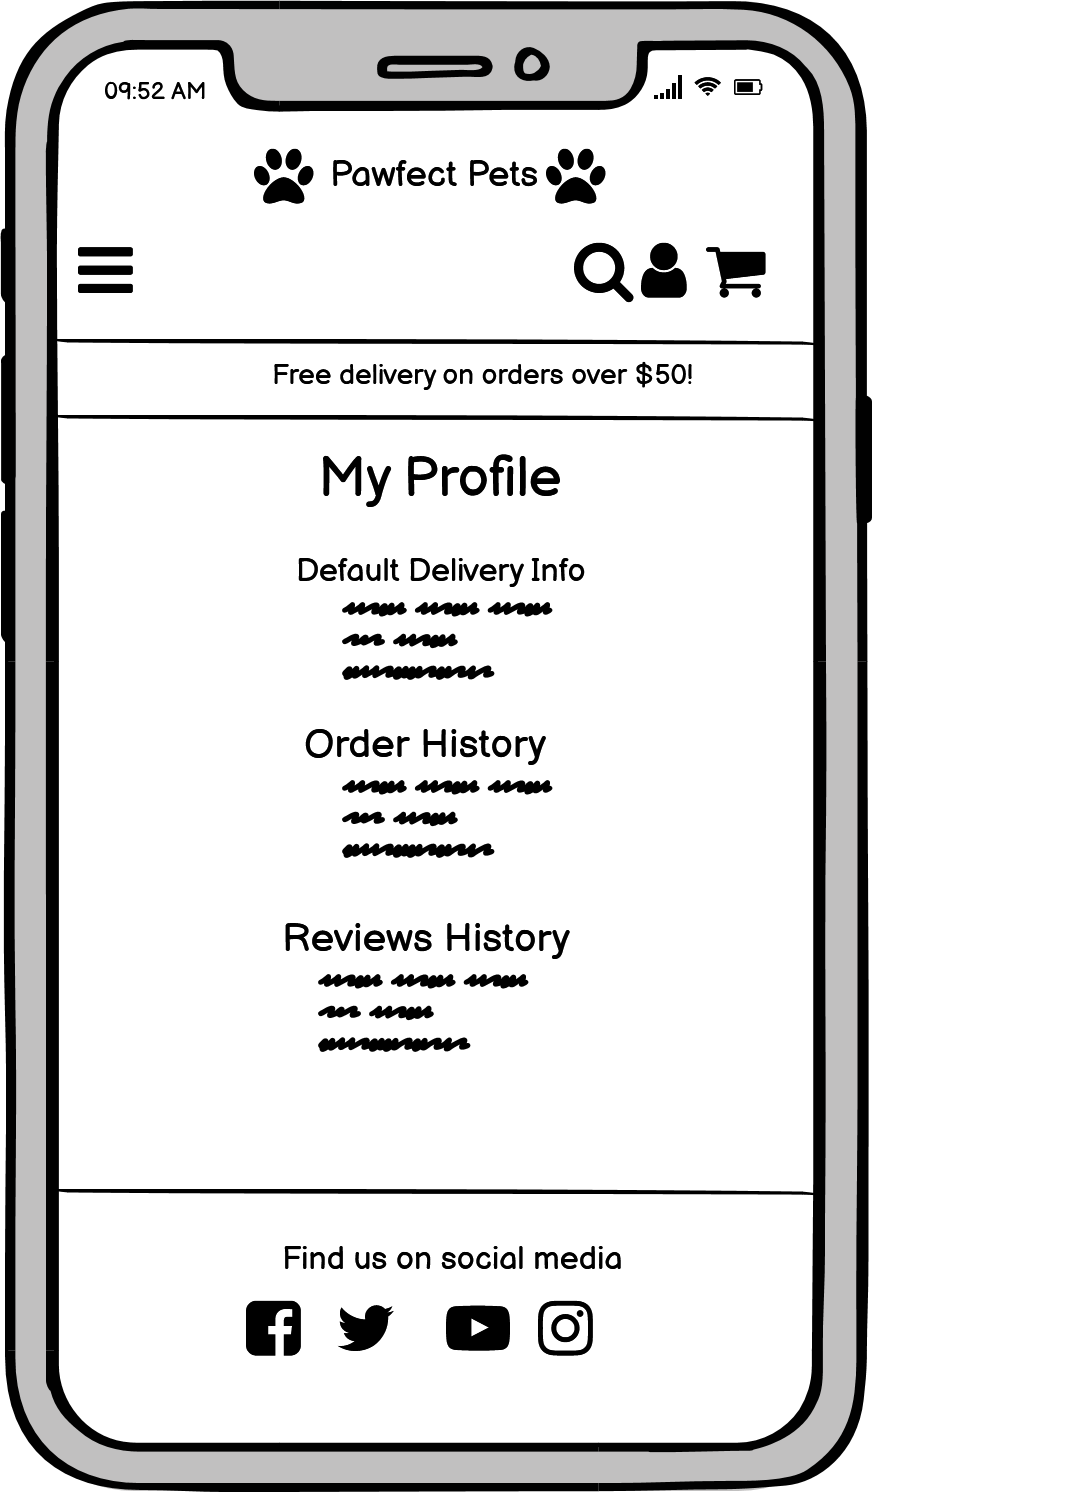 09:52 AM
Pawfect Pets
Free delivery on orders over $50!
My Profile
Default Delivery Info
Order History
Reviews History
Find us on social media